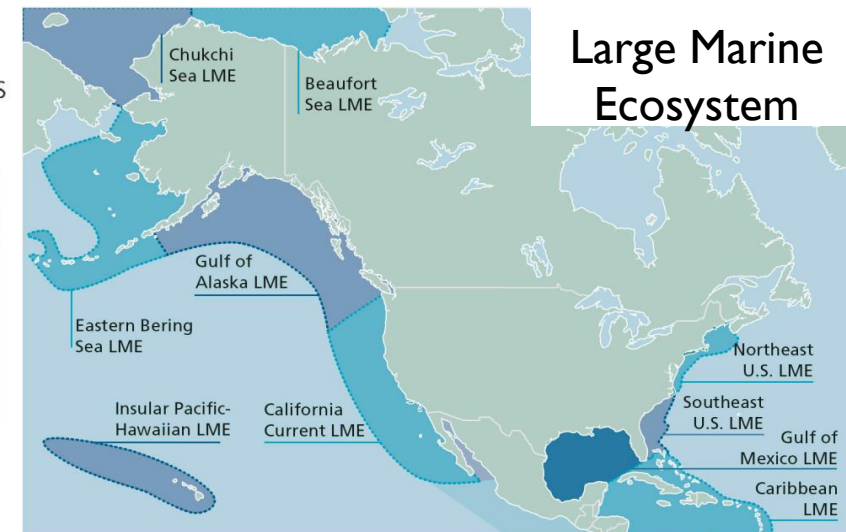 Large Marine
Ecosystem
Chukchi
Sea LME
Beaufort
Sea LME
S
Gulf of
Alaska LME
Eastern Bering
Sea LME
Insular Pacific-
Hawaiian LME
California
Current LME
Northeast
U.S. LME
Southeast
U.S. LME
Gulf of
Mexico LME
Caribbean
LME